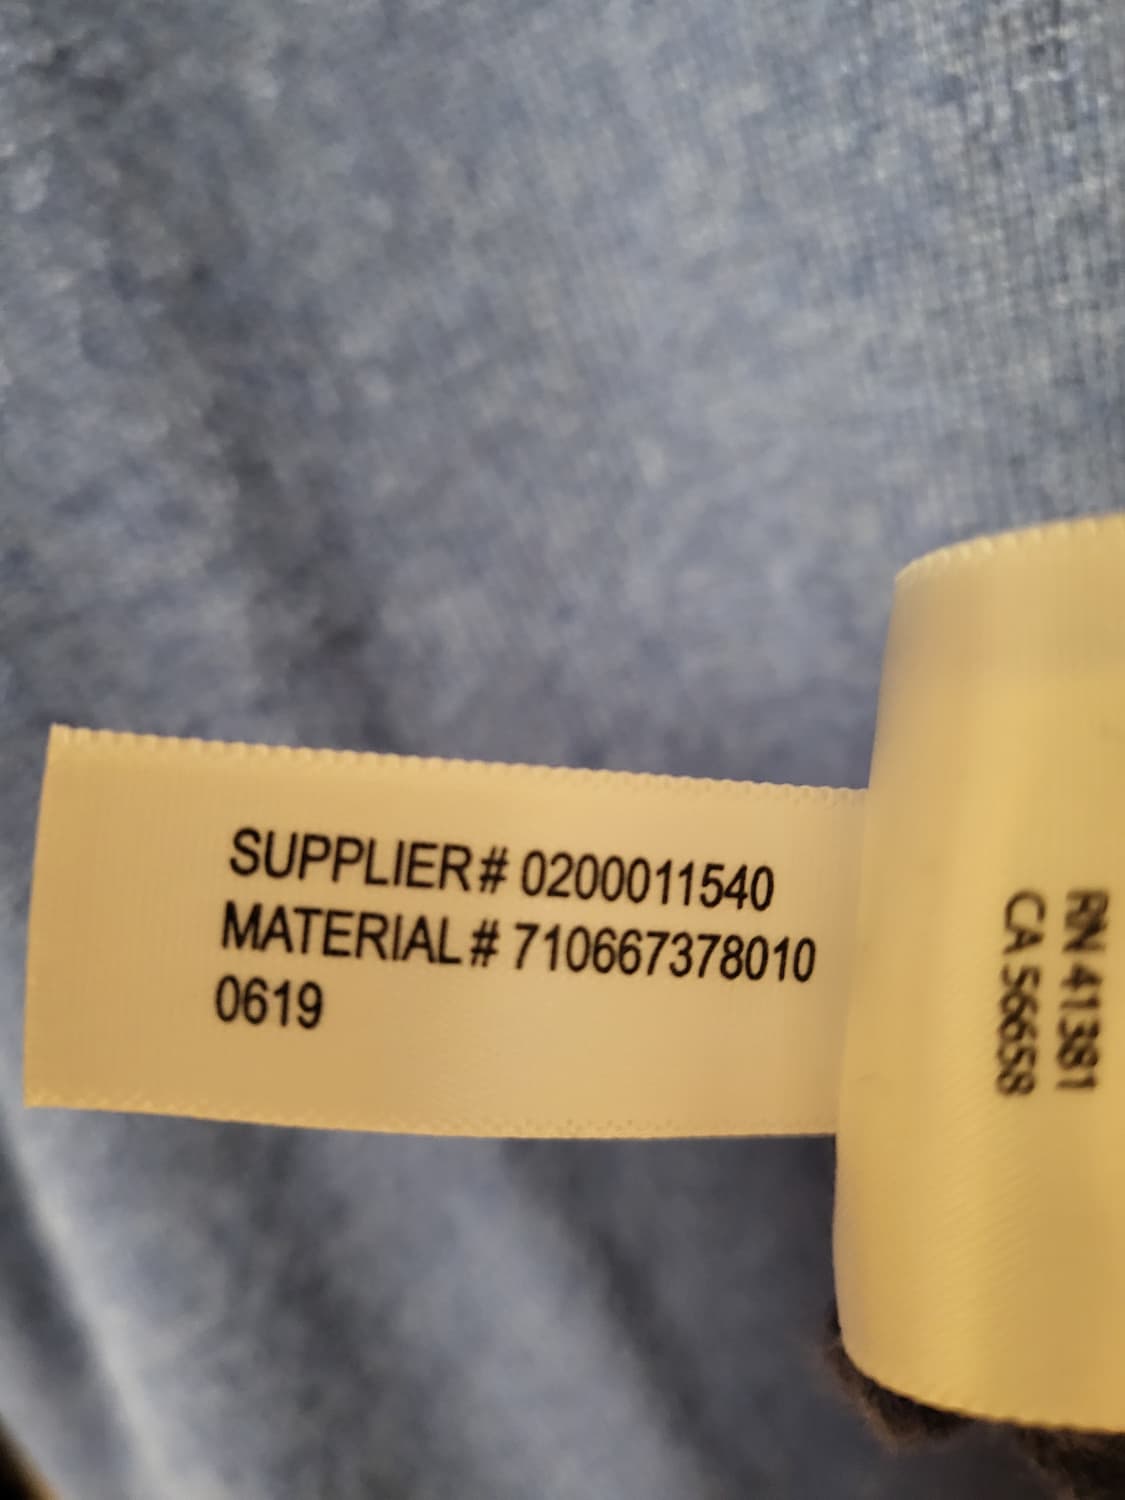 SUPPLIER# 0200011540
MATERIAL# 710667378010
0619
RN 41381
CA 56658